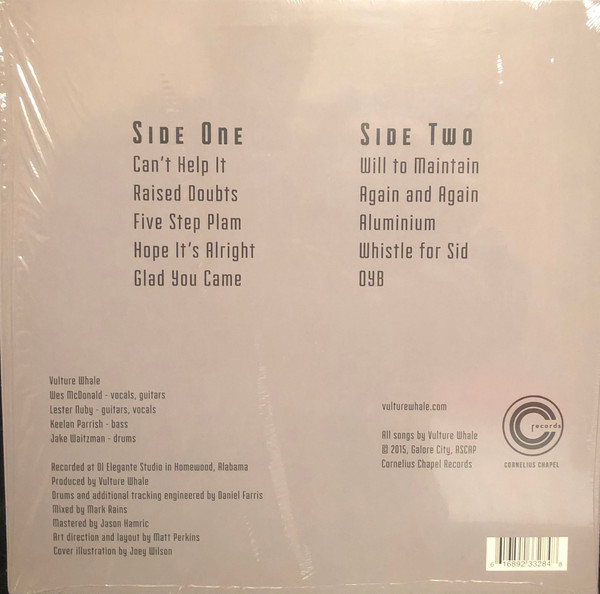 Side One
Can't Help It
Raised Doubts
Five Step Plam
Hope It's Alright
Glad You Came
Side Two
Will to Maintain
Again and Again
Aluminium
Whistle for Sid
OYB
Vulture Whale
Wes McDonald - vocals, guitars
Lester Nuby - guitars, vocals
Keelan Parrish - bass
Jake Waitzman - drums
Recorded at Ol Elegante Studio in Homewood, Alabama
Produced by Vulture Whale
Drums and additional tracking engineered by Daniel Farris
Mixed by Mark Rains
Mastered by Jason Hamric
Art direction and layout by Matt Perkins
Cover illustration by Joey Wilson
vulturewhale.com
All songs by Vulture Whale
© 2015, Galore City, ASCAP
Cornelius Chapel Records
CC records
CORNELIUS CHAPEL
8 16892 33284 8